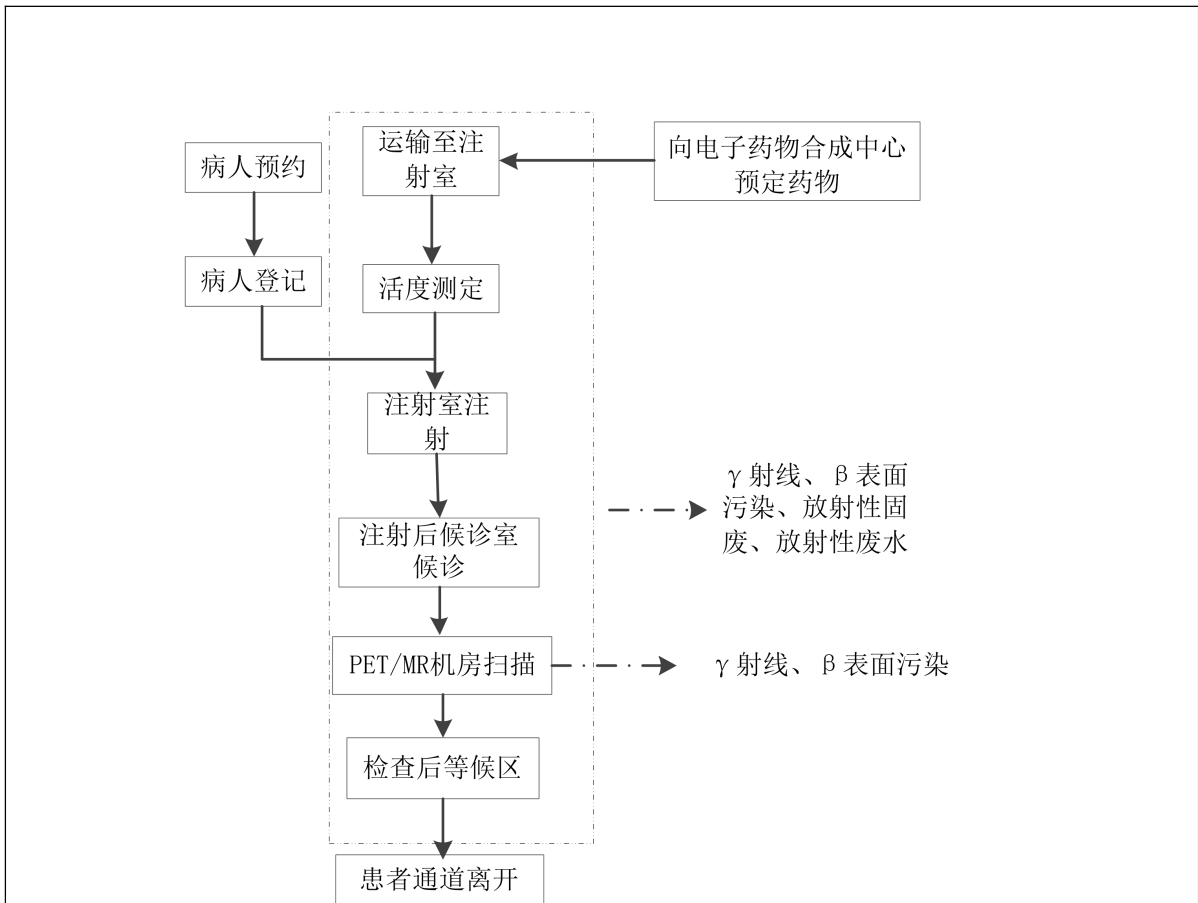 运输至注
射室
向电子药物合成中心
预定药物
病人预约
病人登记
活度测定
注射室注
射
γ射线、β表面
污染、放射性固
废、放射性废水
注射后候诊室
候诊
PET/MR机房扫描
γ射线、β表面污染
检查后等候区
患者通道离开